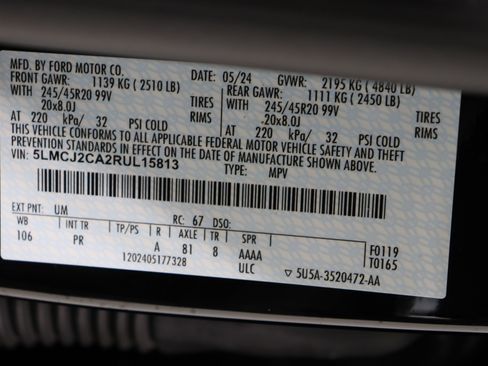 MFD. BY FORD MOTOR CO. DATE: 05/24 GVWR: 2195 KG ( 4840 LB)
FRONT GAWR: 1139 KG ( 2510 LB) REAR GAWR: 1111 KG ( 2450 LB)
WITH 245/45R20 99V TIRES WITH 245/45R20 99V TIRES
-20x8.0J RIMS -20x8.0J RIMS
AT 220 kPa/ 32 PSI COLD AT 220 kPa/ 32 PSI COLD
THIS VEHICLE CONFORMS TO ALL APPLICABLE FEDERAL MOTOR VEHICLE SAFETY AND THEFT
PREVENTION STANDARDS IN EFFECT ON THE DATE OF MANUFACTURE SHOWN ABOVE.
VIN: 5LMCJ2CA2RUL15813 TYPE: MPV
EXT PNT: UM RC: 67 DSO:
WB INT TR TP/PS R AXLE TR SPR F0119
106 PR A 81 8 AAAA T0165
ULC
1202405177328 ▽ 5U5A-3520472-AA